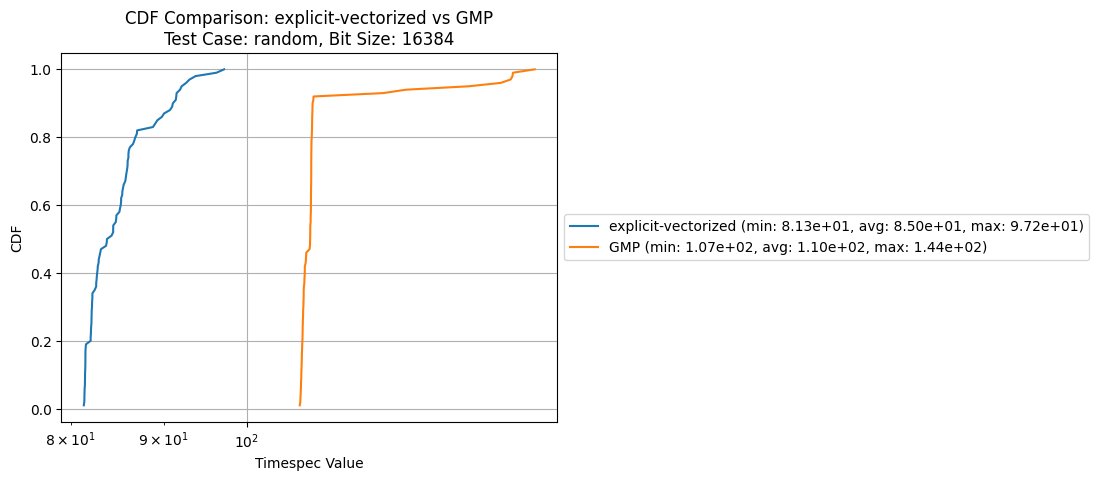 CDF Comparison: explicit-vectorized vs GMP
Test Case: random, Bit Size: 16384
CDF
1.0
0.8
0.6
0.4
0.2
0.0
8 × 10¹
9 × 10¹
10²
Timespec Value
explicit-vectorized (min: 8.13e+01, avg: 8.50e+01, max: 9.72e+01)
GMP (min: 1.07e+02, avg: 1.10e+02, max: 1.44e+02)